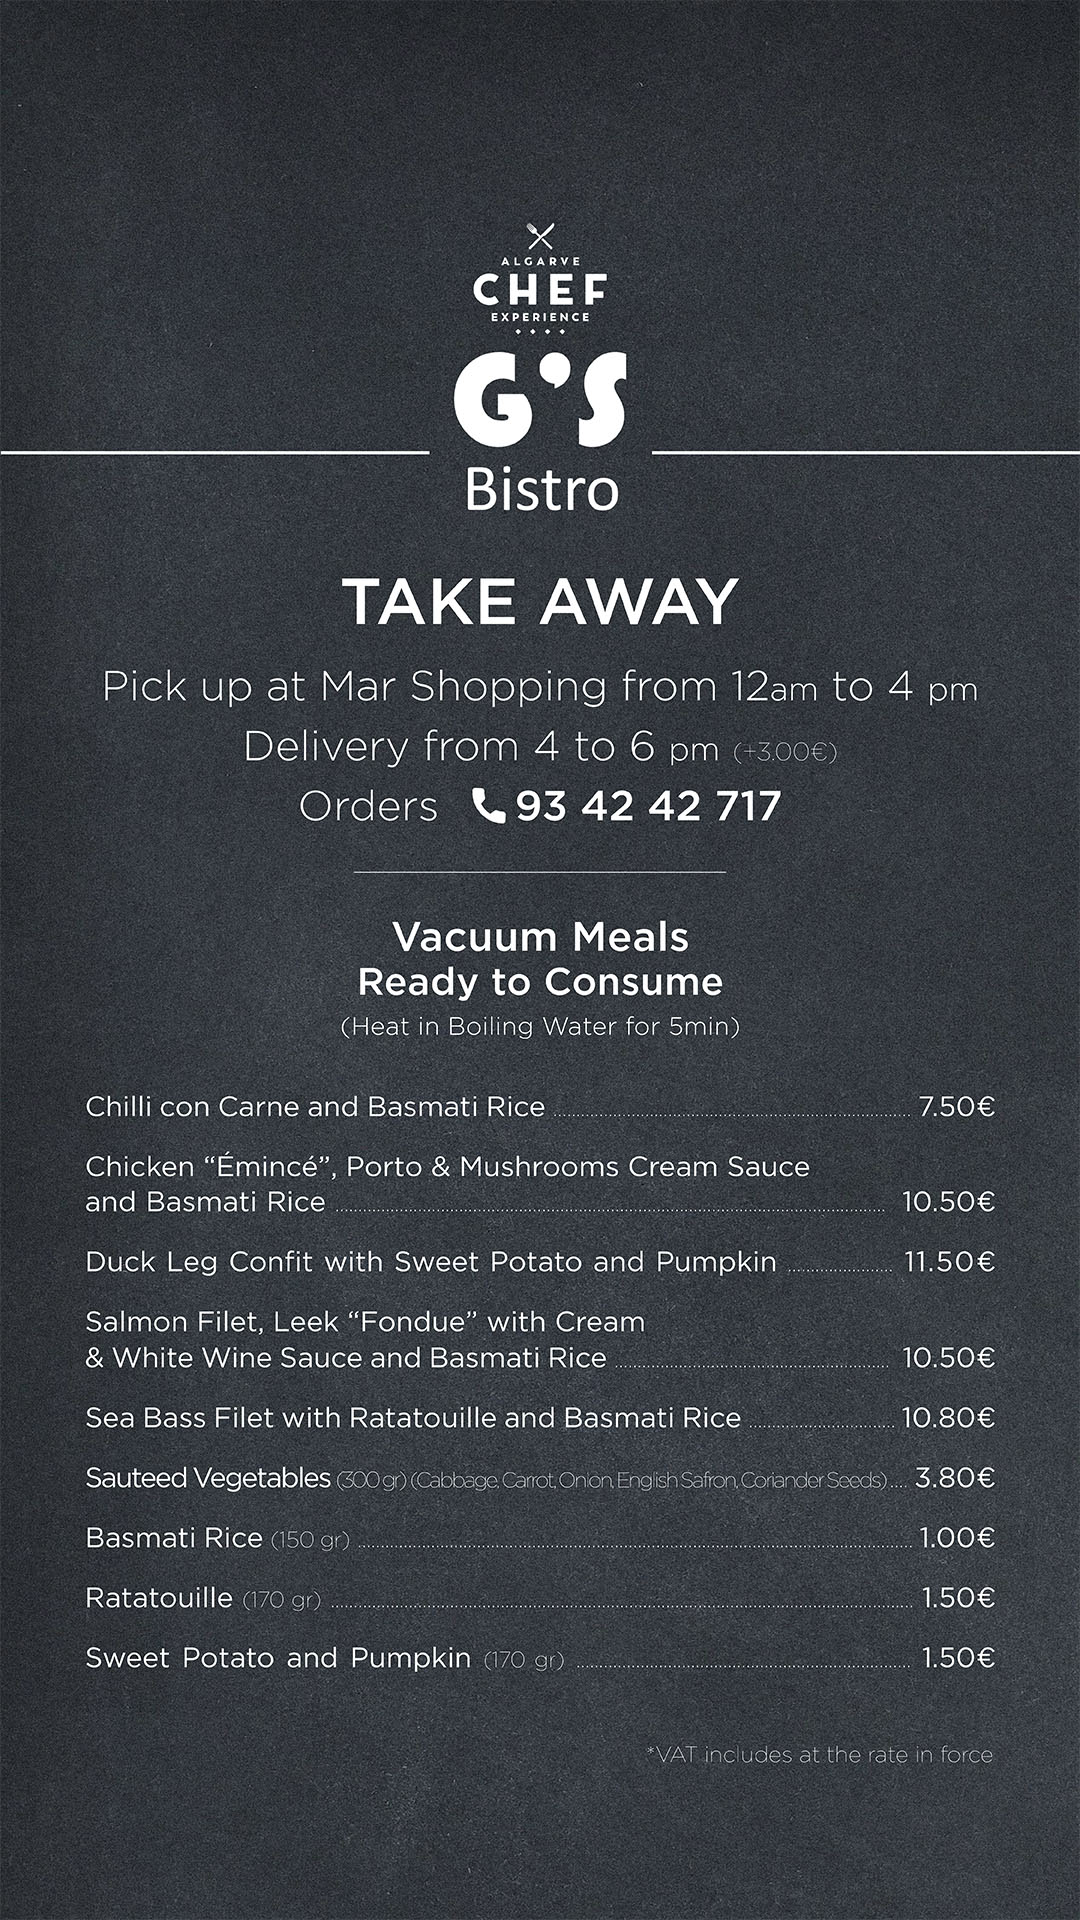 ALGARVE
CHEF
EXPERIENCE
G'S
Bistro
TAKE AWAY
Pick up at Mar Shopping from 12am to 4 pm
Delivery from 4 to 6 pm (+3.00€)
Orders 93 42 42 717
Vacuum Meals
Ready to Consume
(Heat in Boiling Water for 5min)
Chilli con Carne and Basmati Rice 7.50€
Chicken “Émincé”, Porto & Mushrooms Cream Sauce
and Basmati Rice 10.50€
Duck Leg Confit with Sweet Potato and Pumpkin 11.50€
Salmon Filet, Leek “Fondue” with Cream
& White Wine Sauce and Basmati Rice 10.50€
Sea Bass Filet with Ratatouille and Basmati Rice 10.80€
Sauteed Vegetables (300 gr) (Cabbage, Carrot, Onion, English Safron, Coriander Seeds) 3.80€
Basmati Rice (150 gr) 1.00€
Ratatouille (170 gr) 1.50€
Sweet Potato and Pumpkin (170 gr) 1.50€
*VAT includes at the rate in force